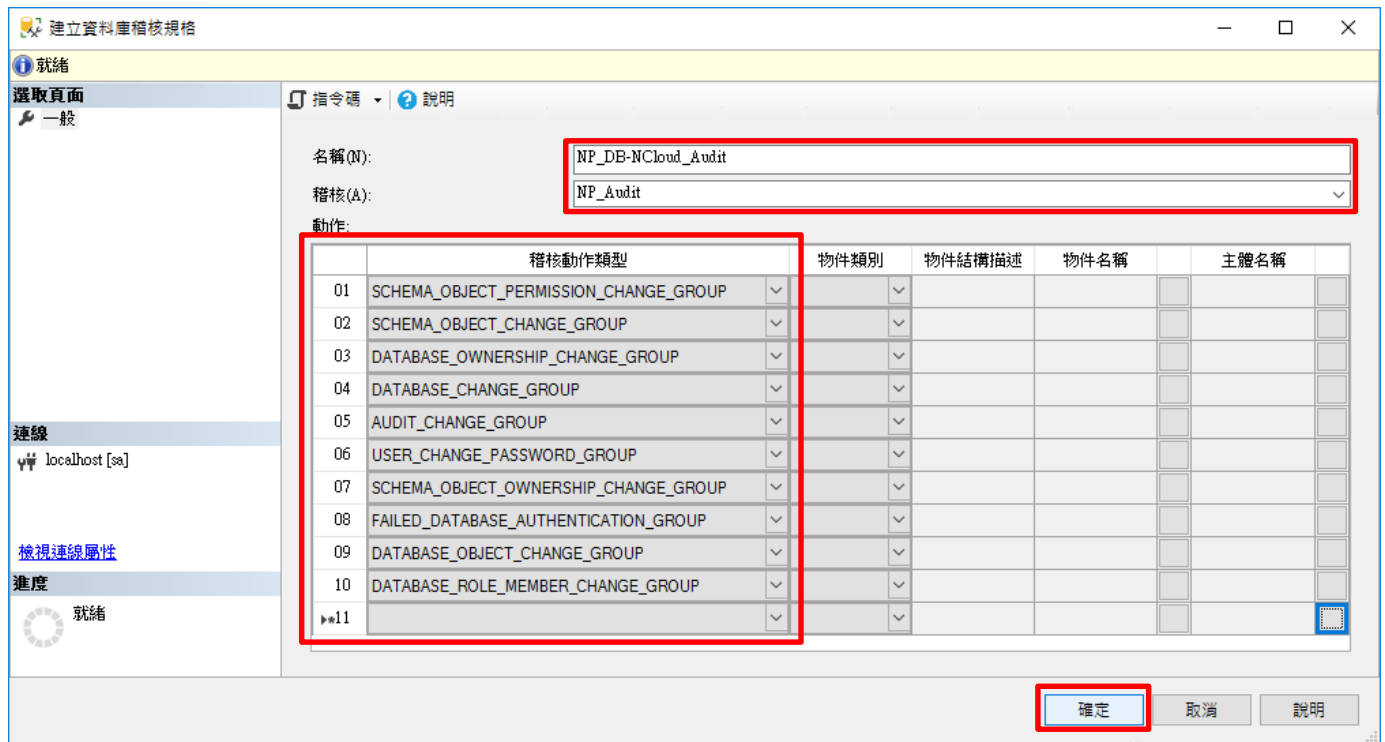 建立資料庫稽核規格
就緒
選取頁面
一般
指令碼 說明
名稱(N): NP_DB-NCloud_Audit
稽核(A): NP_Audit
動作:
稽核動作類型 物件類別 物件結構描述 物件名稱 主體名稱
01 SCHEMA_OBJECT_PERMISSION_CHANGE_GROUP
02 SCHEMA_OBJECT_CHANGE_GROUP
03 DATABASE_OWNERSHIP_CHANGE_GROUP
04 DATABASE_CHANGE_GROUP
05 AUDIT_CHANGE_GROUP
06 USER_CHANGE_PASSWORD_GROUP
07 SCHEMA_OBJECT_OWNERSHIP_CHANGE_GROUP
08 FAILED_DATABASE_AUTHENTICATION_GROUP
09 DATABASE_OBJECT_CHANGE_GROUP
10 DATABASE_ROLE_MEMBER_CHANGE_GROUP
*11
連線
localhost [sa]
檢視連線屬性
進度
就緒
確定 取消 說明